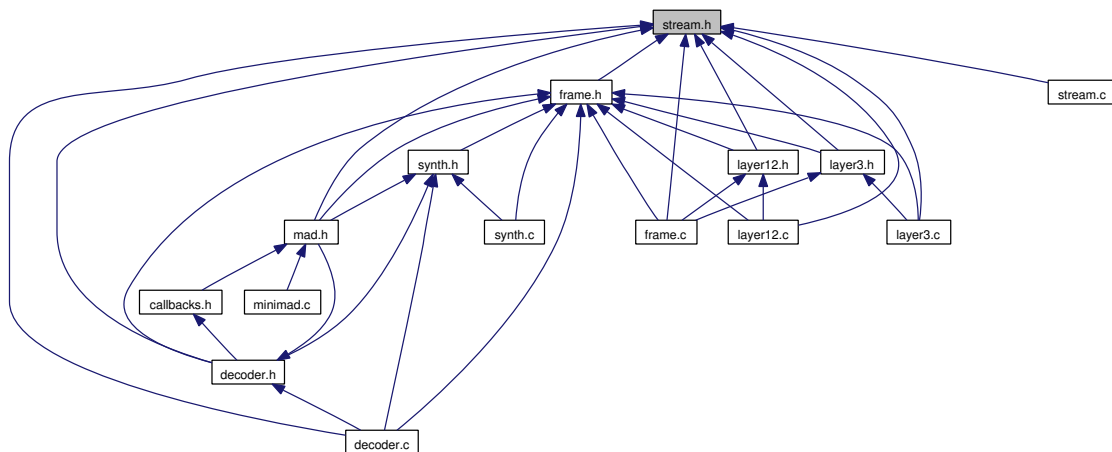 stream.h
frame.h
stream.c
synth.h
layer12.h
layer3.h
mad.h
synth.c
frame.c
layer12.c
layer3.c
callbacks.h
minimad.c
decoder.h
decoder.c